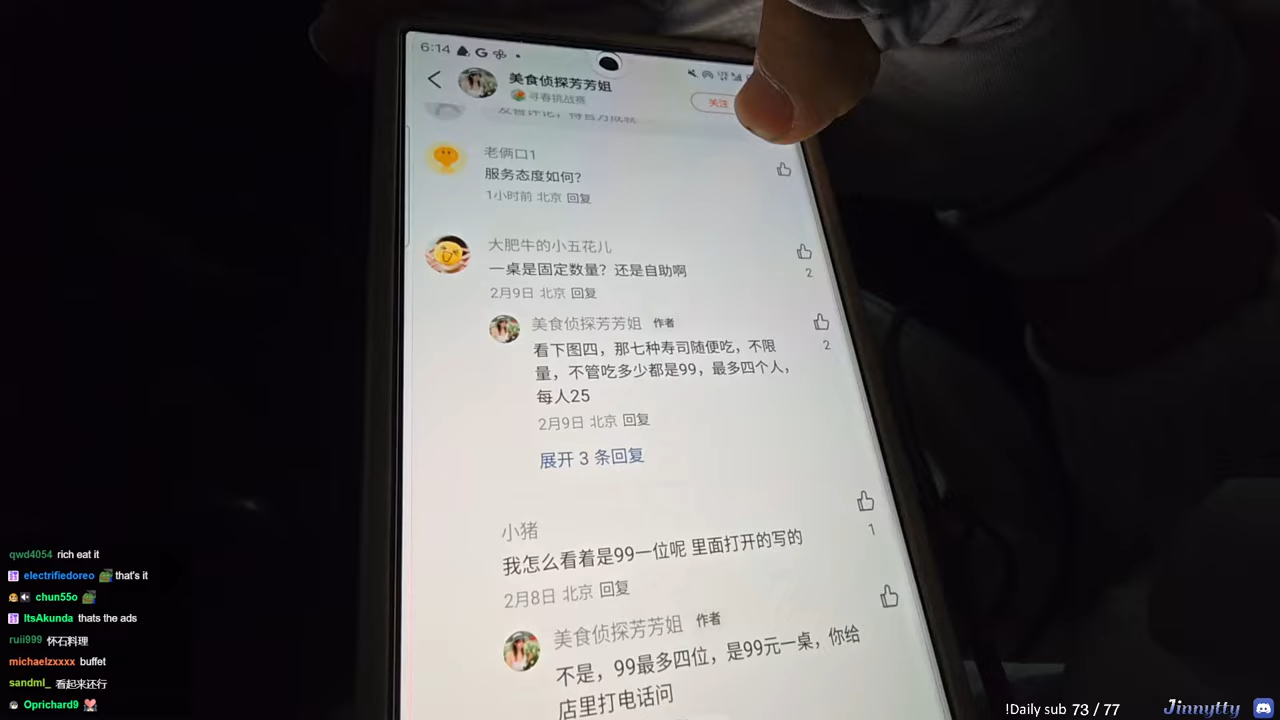 6:14
美食侦探芳芳姐
寻春挑战赛
关注
老俩口1
服务态度如何?
1小时前 北京 回复
大肥牛的小五花儿
一桌是固定数量? 还是自助啊
2
2月9日 北京 回复
美食侦探芳芳姐 作者
看下图四，那七种寿司随便吃，不限
量，不管吃多少都是99，最多四个人，
每人25
2
2月9日 北京 回复
展开 3 条回复
小猪
我怎么看着是99一位呢 里面打开的写的
1
2月8日 北京 回复
美食侦探芳芳姐 作者
不是，99最多四位，是99元一桌，你给
店里打电话问
qwd4054 rich eat it
electrifiedoreo that's it
chun55o
ItsAkunda thats the ads
ruii999 怀石料理
michaelzxxxx buffet
sandml_ 看起来还行
Oprichard9
!Daily sub 73 / 77
Jinnytty